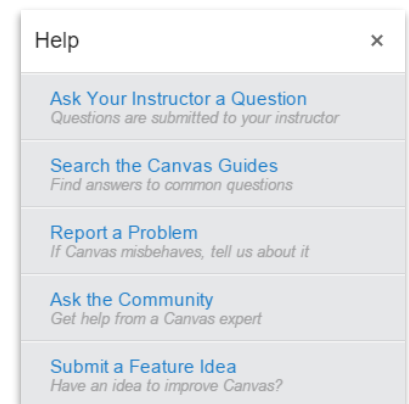 Help ×
Ask Your Instructor a Question
Questions are submitted to your instructor
Search the Canvas Guides
Find answers to common questions
Report a Problem
If Canvas misbehaves, tell us about it
Ask the Community
Get help from a Canvas expert
Submit a Feature Idea
Have an idea to improve Canvas?